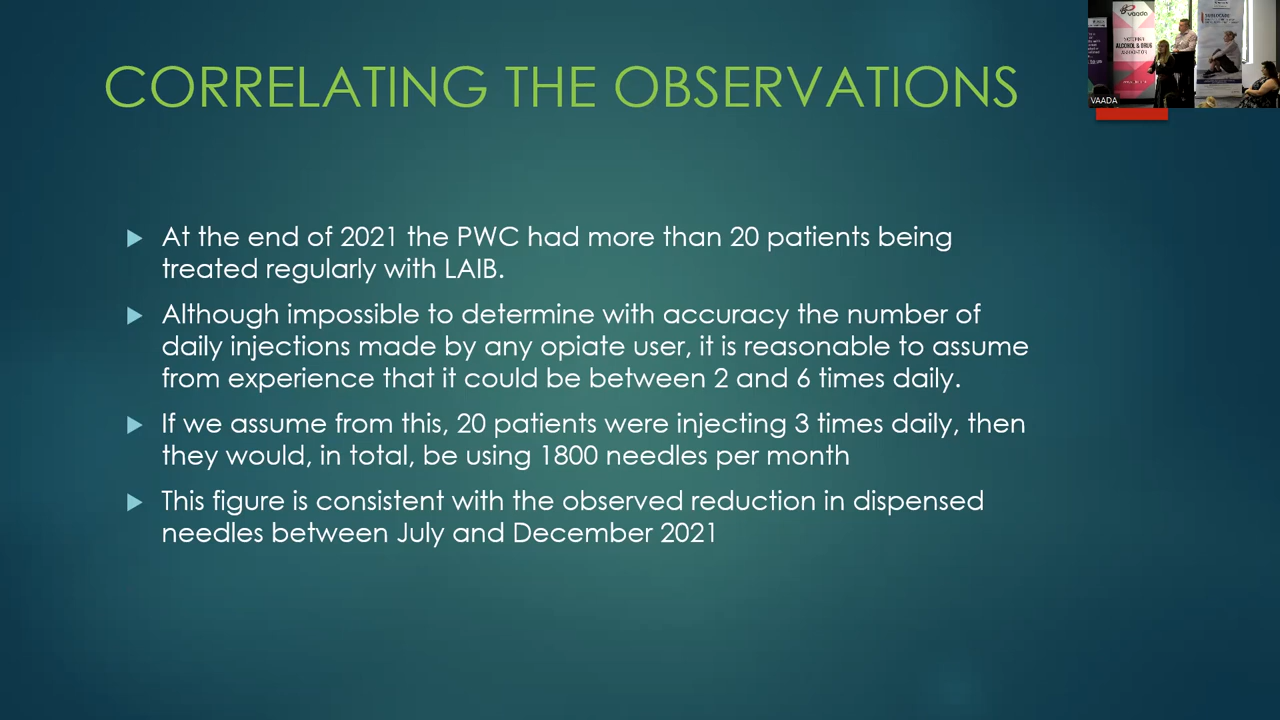 CORRELATING THE OBSERVATIONS
At the end of 2021 the PWC had more than 20 patients being
treated regularly with LAIB.
Although impossible to determine with accuracy the number of
daily injections made by any opiate user, it is reasonable to assume
from experience that it could be between 2 and 6 times daily.
If we assume from this, 20 patients were injecting 3 times daily, then
they would, in total, be using 1800 needles per month
This figure is consistent with the observed reduction in dispensed
needles between July and December 2021
vaada
ALCOHOL & DRUG
VAADA